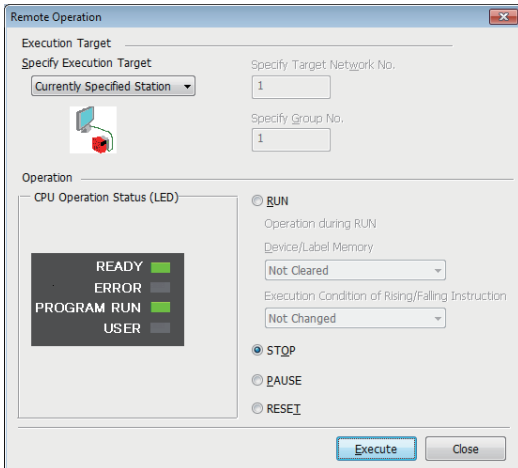 Remote Operation
Execution Target
Specify Execution Target
Currently Specified Station
Specify Target Network No.
1
Specify Group No.
1
Operation
CPU Operation Status (LED)
READY
ERROR
PROGRAM RUN
USER
RUN
Operation during RUN
Device/Label Memory
Not Cleared
Execution Condition of Rising/Falling Instruction
Not Changed
STOP
PAUSE
RESET
Execute Close